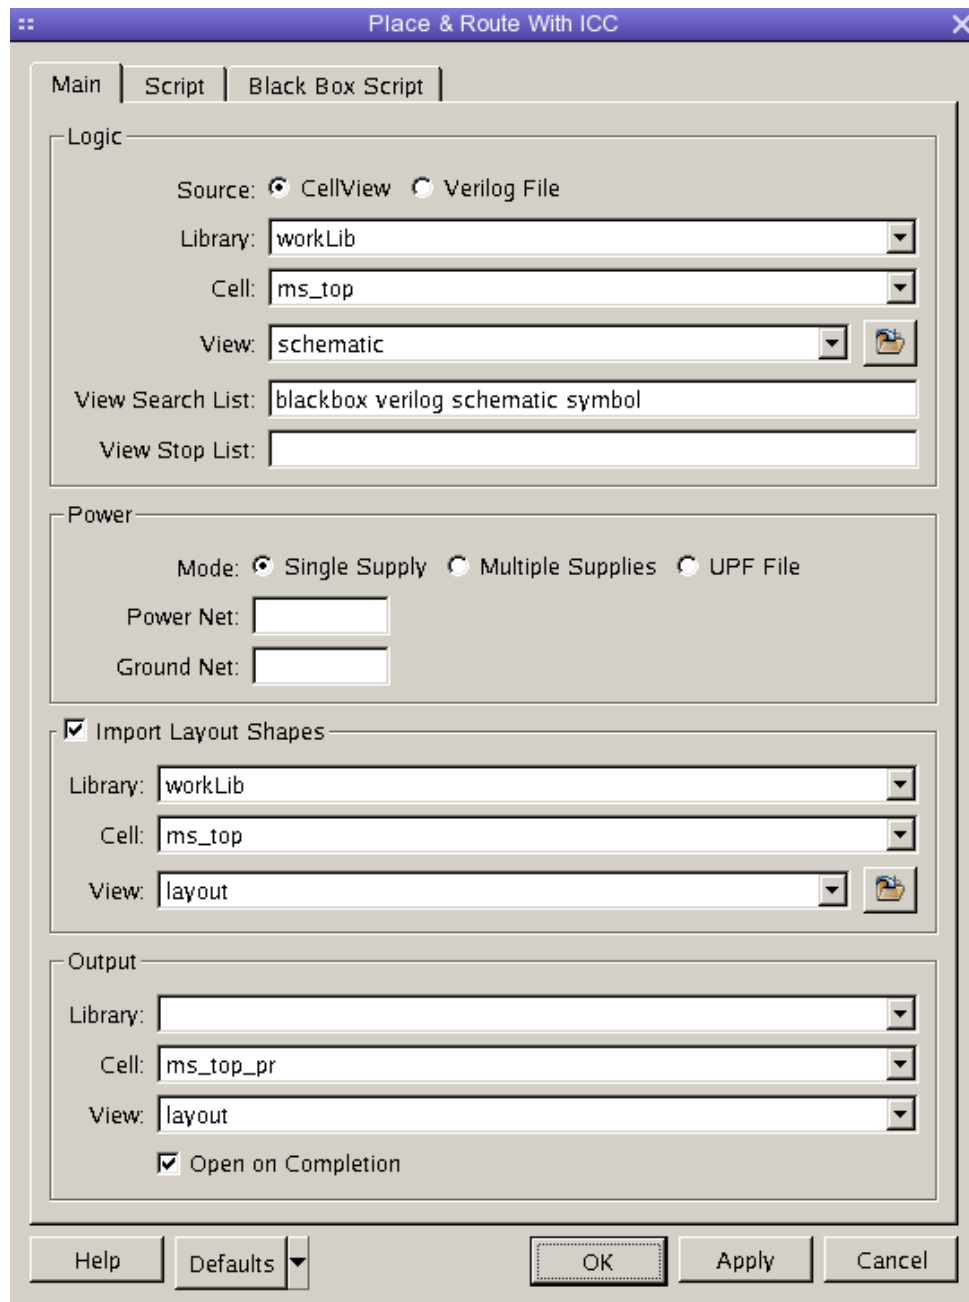 Place & Route With ICC
Main Script Black Box Script
Logic
Source: CellView Verilog File
Library: workLib
Cell: ms_top
View: schematic
View Search List: blackbox verilog schematic symbol
View Stop List:
Power
Mode: Single Supply Multiple Supplies UPF File
Power Net:
Ground Net:
Import Layout Shapes
Library: workLib
Cell: ms_top
View: layout
Output
Library:
Cell: ms_top_pr
View: layout
Open on Completion
Help Defaults OK Apply Cancel